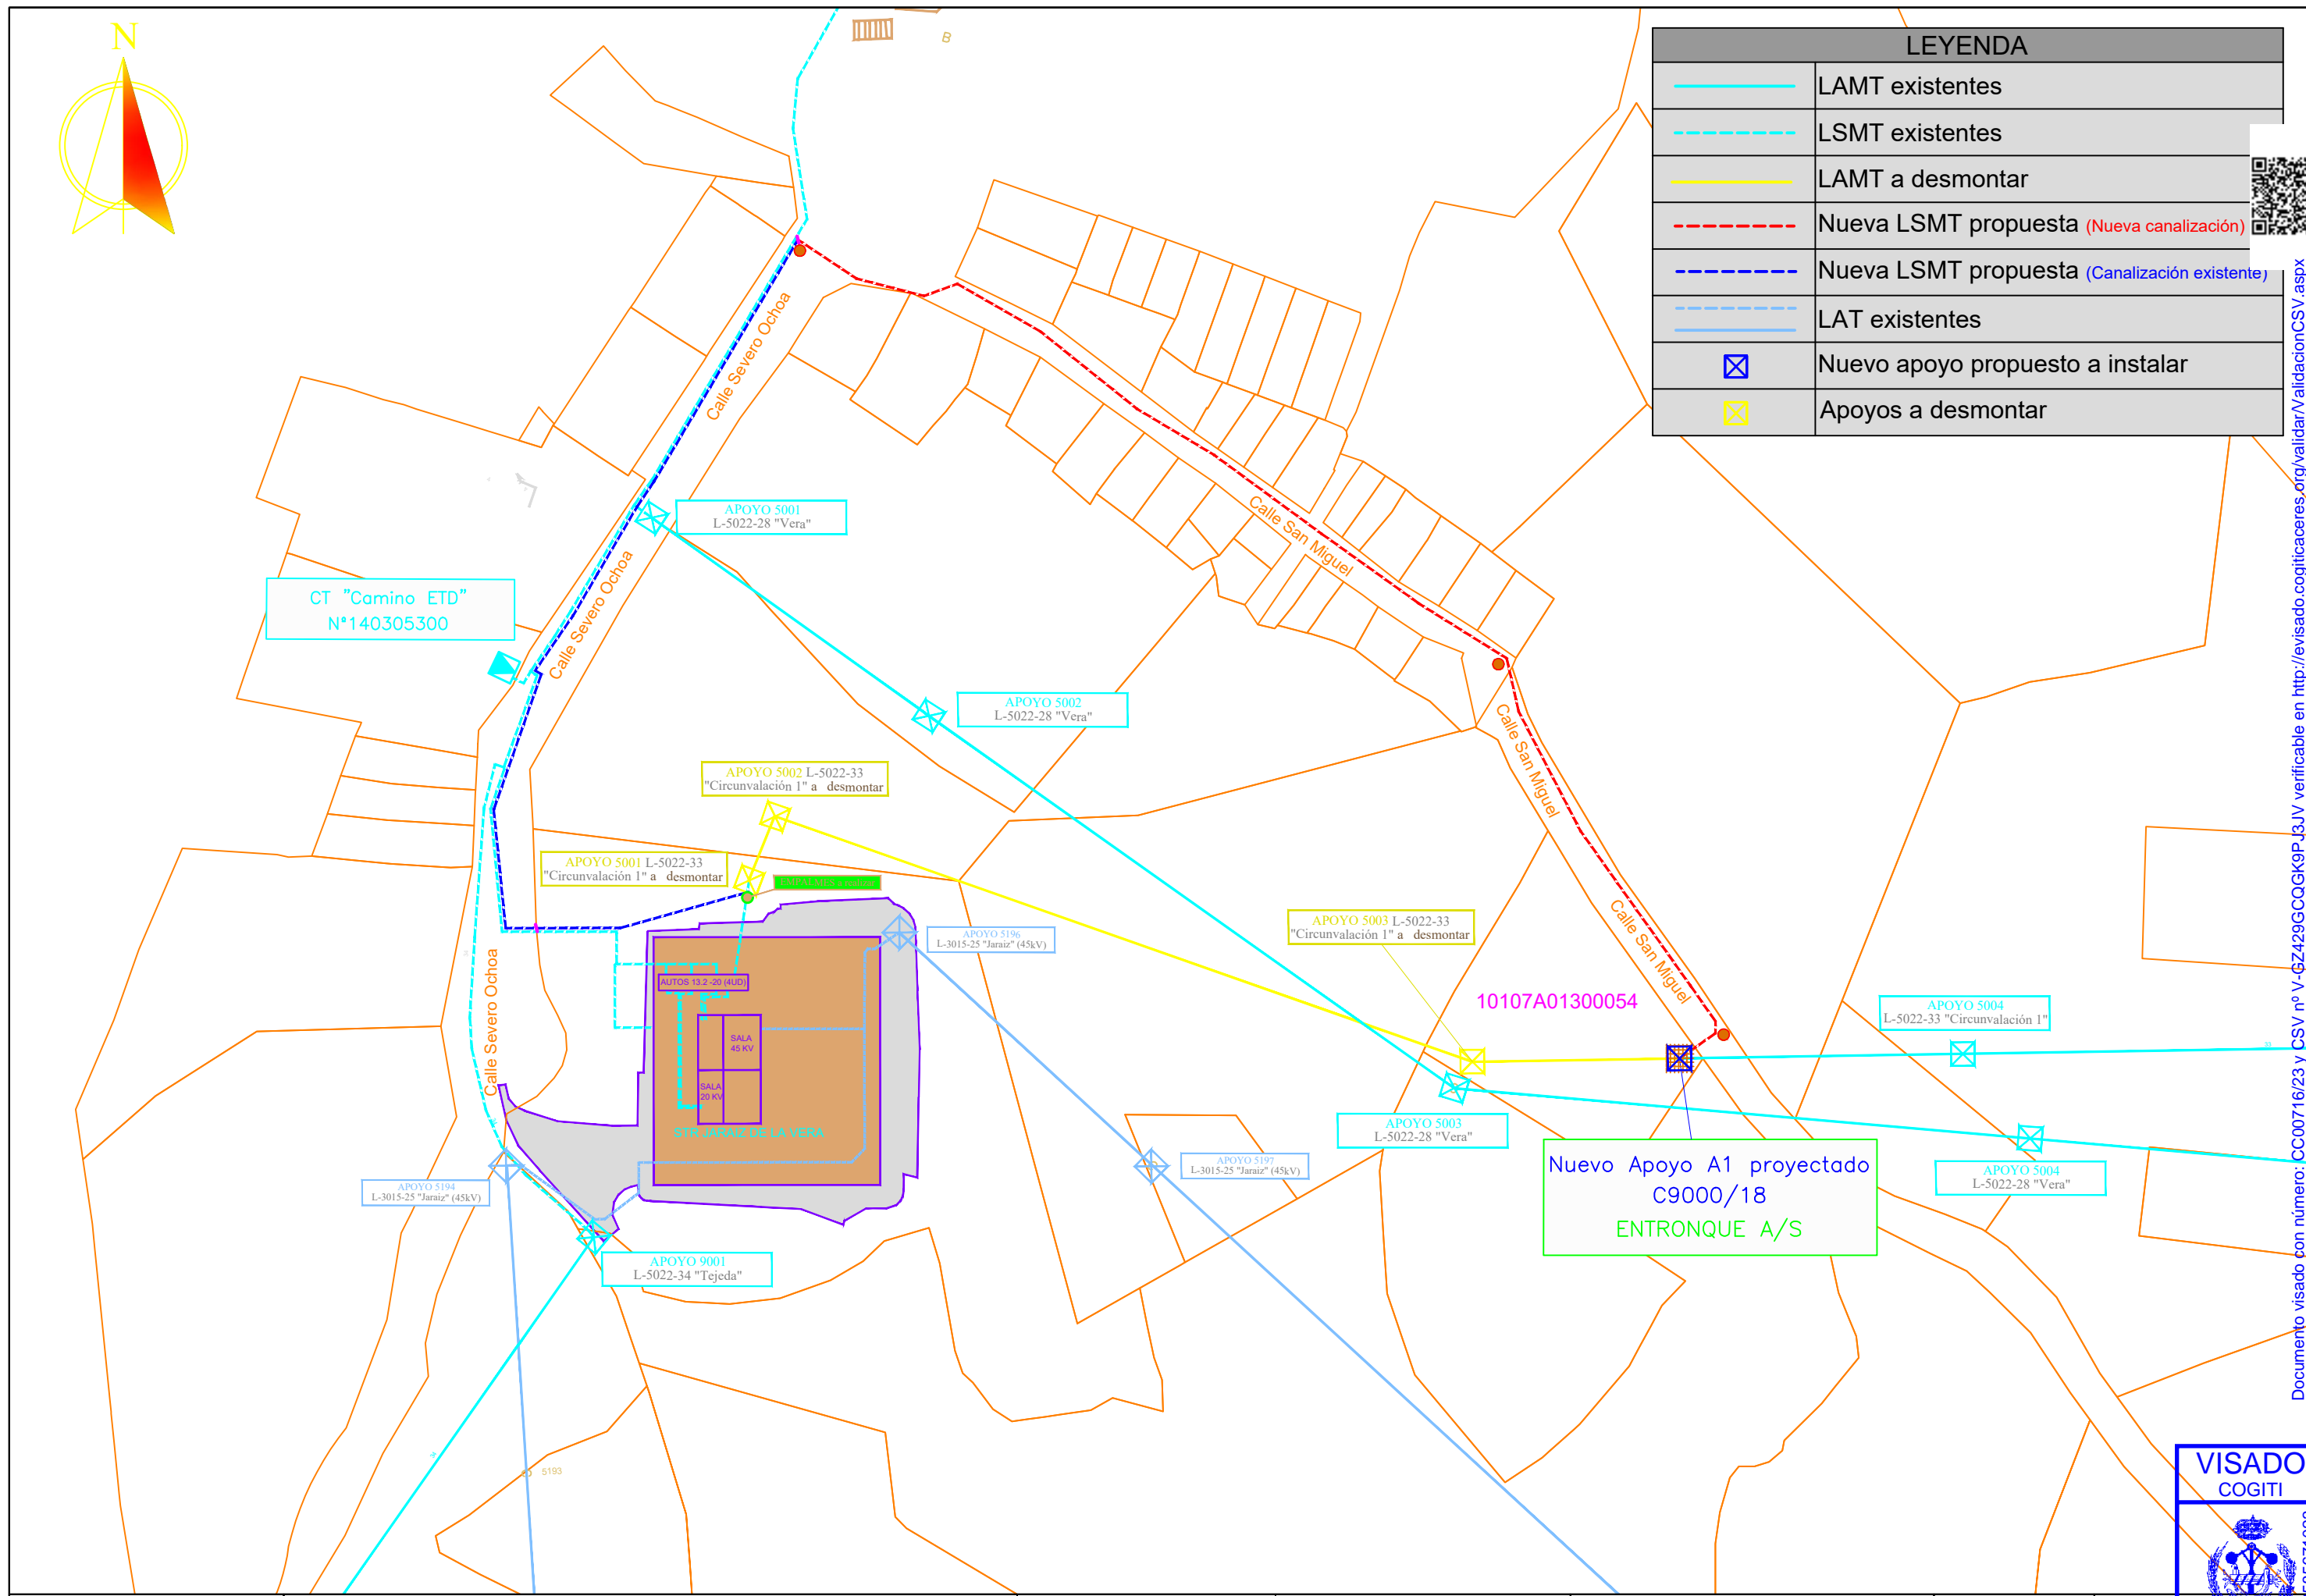 N
B
LEYENDA
LAMT existentes
LSMT existentes
LAMT a desmontar
Nueva LSMT propuesta (Nueva canalización)
Nueva LSMT propuesta (Canalización existente)
LAT existentes
Nuevo apoyo propuesto a instalar
Apoyos a desmontar
Calle Severo Ochoa
APOYO 5001
L-5022-28 "Vera"
Calle San Miguel
Calle Severo Ochoa
CT "Camino ETD"
Nº140305300
APOYO 5002
L-5022-28 "Vera"
Calle San Miguel
APOYO 5002 L-5022-33
"Circunvalación 1" a desmontar
APOYO 5001 L-5022-33
"Circunvalación 1" a desmontar
APOYO 5003 L-5022-33
"Circunvalación 1" a desmontar
Calle San Miguel
APOYO 5196
L-3015-25 "Jaraiz" (45kV)
AUTOS 13.2 -20 (4UD)
10107A01300054
APOYO 5004
L-5022-33 "Circunvalación 1"
Calle Severo Ochoa
SALA
45 KV
SALA
20 KV
STR JARAIZ DE LA VERA
APOYO 5003
L-5022-28 "Vera"
APOYO 5197
L-3015-25 "Jaraiz" (45kV)
APOYO 5004
L-5022-28 "Vera"
APOYO 5194
L-3015-25 "Jaraiz" (45kV)
Nuevo Apoyo A1 proyectado
C9000/18
ENTRONQUE A/S
APOYO 9001
L-5022-34 "Tejeda"
5193
Documento visado con número: CC00716/23 y CSV nº V-GZ429GCQGK9PJ3JV verificable en http://evisado.cogiticaceres.org/validar/ValidacionCSV.aspx
VISADO
COGITI